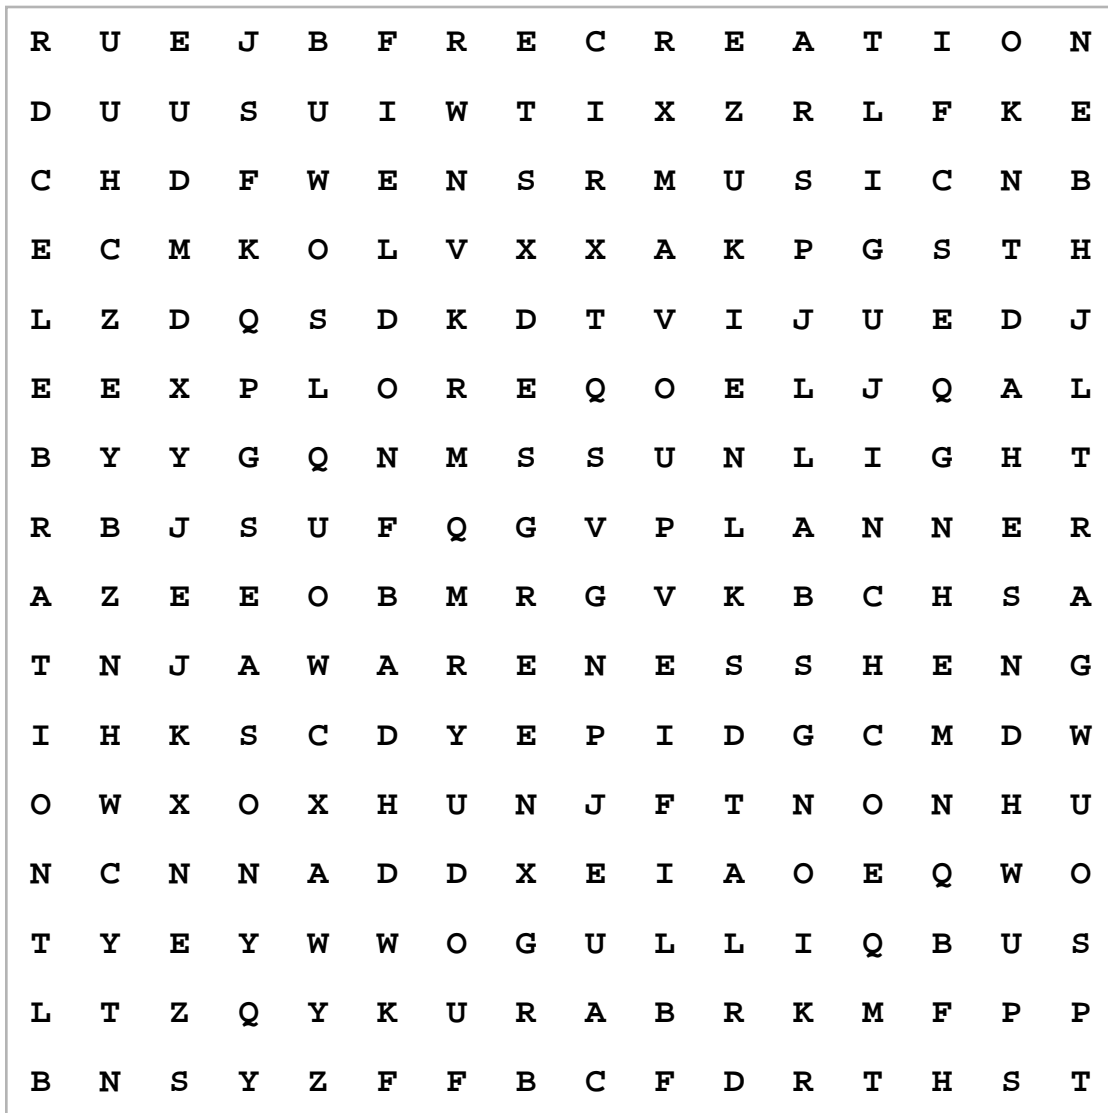 R U E J B F R E C R E A T I O N
D U U S U I W T I X Z R L F K E
C H D F W E N S R M U S I C N B
E C M K O L V X X A K P G S T H
L Z D Q S D K D T V I J U E D J
E E X P L O R E Q O E L J Q A L
B Y Y G Q N M S S U N L I G H T
R B J S U F Q G V P L A N N E R
A Z E E O B M R G V K B C H S A
T N J A W A R E N E S S H E N G
I H K S C D Y E P I D G C M D W
O W X O X H U N J F T N O N H U
N C N N A D D X E I A O E Q W O
T Y E Y W W O G U L L I Q B U S
L T Z Q Y K U R A B R K M F P P
B N S Y Z F F B C F D R T H S T